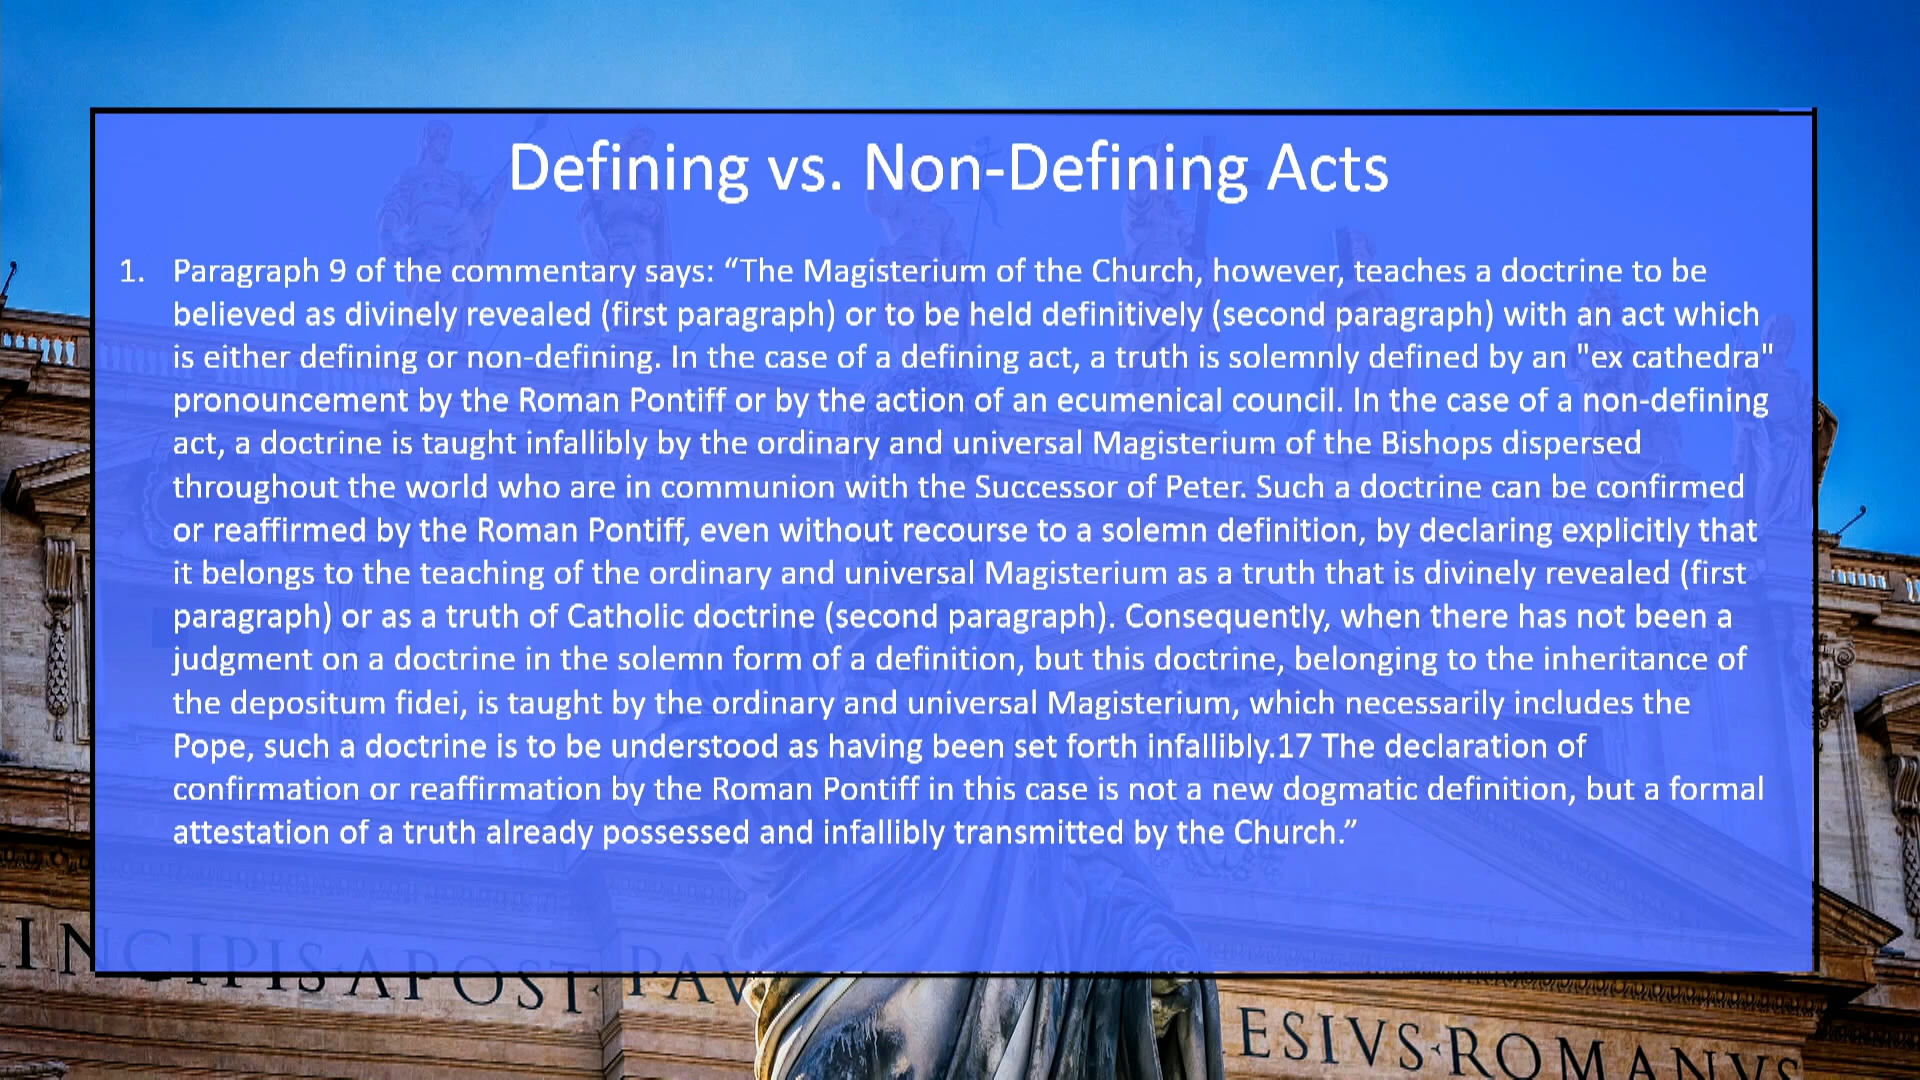 Defining vs. Non-Defining Acts
1. Paragraph 9 of the commentary says: “The Magisterium of the Church, however, teaches a doctrine to be
believed as divinely revealed (first paragraph) or to be held definitively (second paragraph) with an act which
is either defining or non-defining. In the case of a defining act, a truth is solemnly defined by an "ex cathedra"
pronouncement by the Roman Pontiff or by the action of an ecumenical council. In the case of a non-defining
act, a doctrine is taught infallibly by the ordinary and universal Magisterium of the Bishops dispersed
throughout the world who are in communion with the Successor of Peter. Such a doctrine can be confirmed
or reaffirmed by the Roman Pontiff, even without recourse to a solemn definition, by declaring explicitly that
it belongs to the teaching of the ordinary and universal Magisterium as a truth that is divinely revealed (first
paragraph) or as a truth of Catholic doctrine (second paragraph). Consequently, when there has not been a
judgment on a doctrine in the solemn form of a definition, but this doctrine, belonging to the inheritance of
the depositum fidei, is taught by the ordinary and universal Magisterium, which necessarily includes the
Pope, such a doctrine is to be understood as having been set forth infallibly.17 The declaration of
confirmation or reaffirmation by the Roman Pontiff in this case is not a new dogmatic definition, but a formal
attestation of a truth already possessed and infallibly transmitted by the Church.”
INCIPIS·APOST·PAV ESIVS·ROMANVS